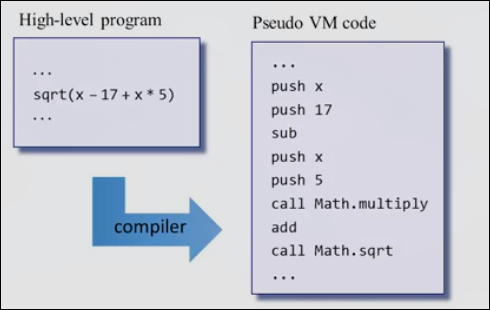 High-level program
...
sqrt(x – 17 + x * 5)
...
compiler
Pseudo VM code
...
push x
push 17
sub
push x
push 5
call Math.multiply
add
call Math.sqrt
...